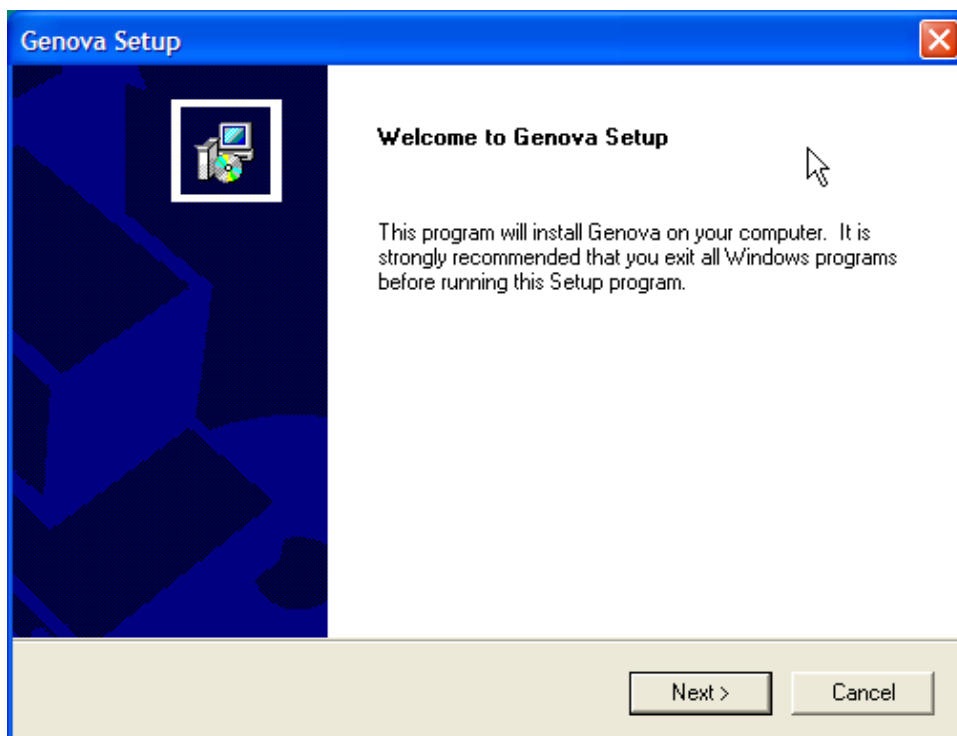 Genova Setup
Welcome to Genova Setup
This program will install Genova on your computer.  It is
strongly recommended that you exit all Windows programs
before running this Setup program.
Next >
Cancel